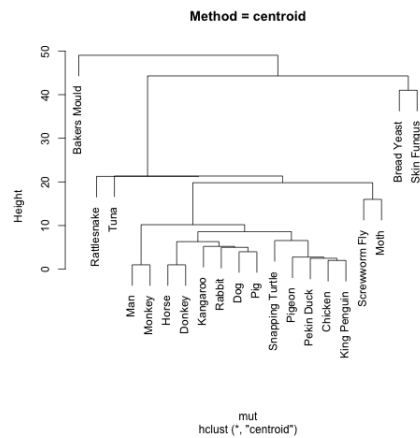 Method = centroid
Height
0
10
20
30
40
50
Bakers Mould
Rattlesnake
Tuna
Man
Monkey
Horse
Donkey
Kangaroo
Rabbit
Dog
Pig
Snapping Turtle
Pigeon
Pekin Duck
Chicken
King Penguin
Screwworm Fly
Moth
Bread Yeast
Skin Fungus
mut
hclust (*, "centroid")